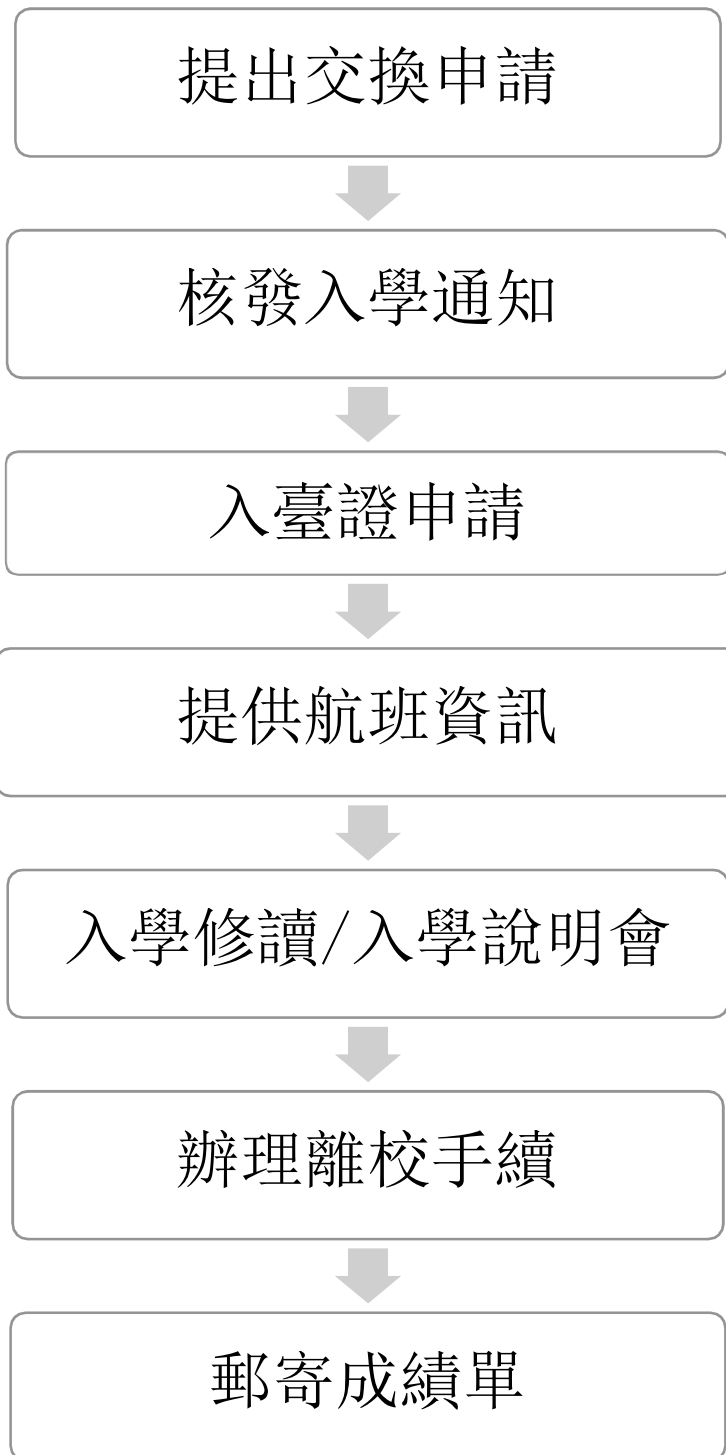 提出交換申請
核發入學通知
入臺證申請
提供航班資訊
入學修讀/入學說明會
辦理離校手續
郵寄成績單